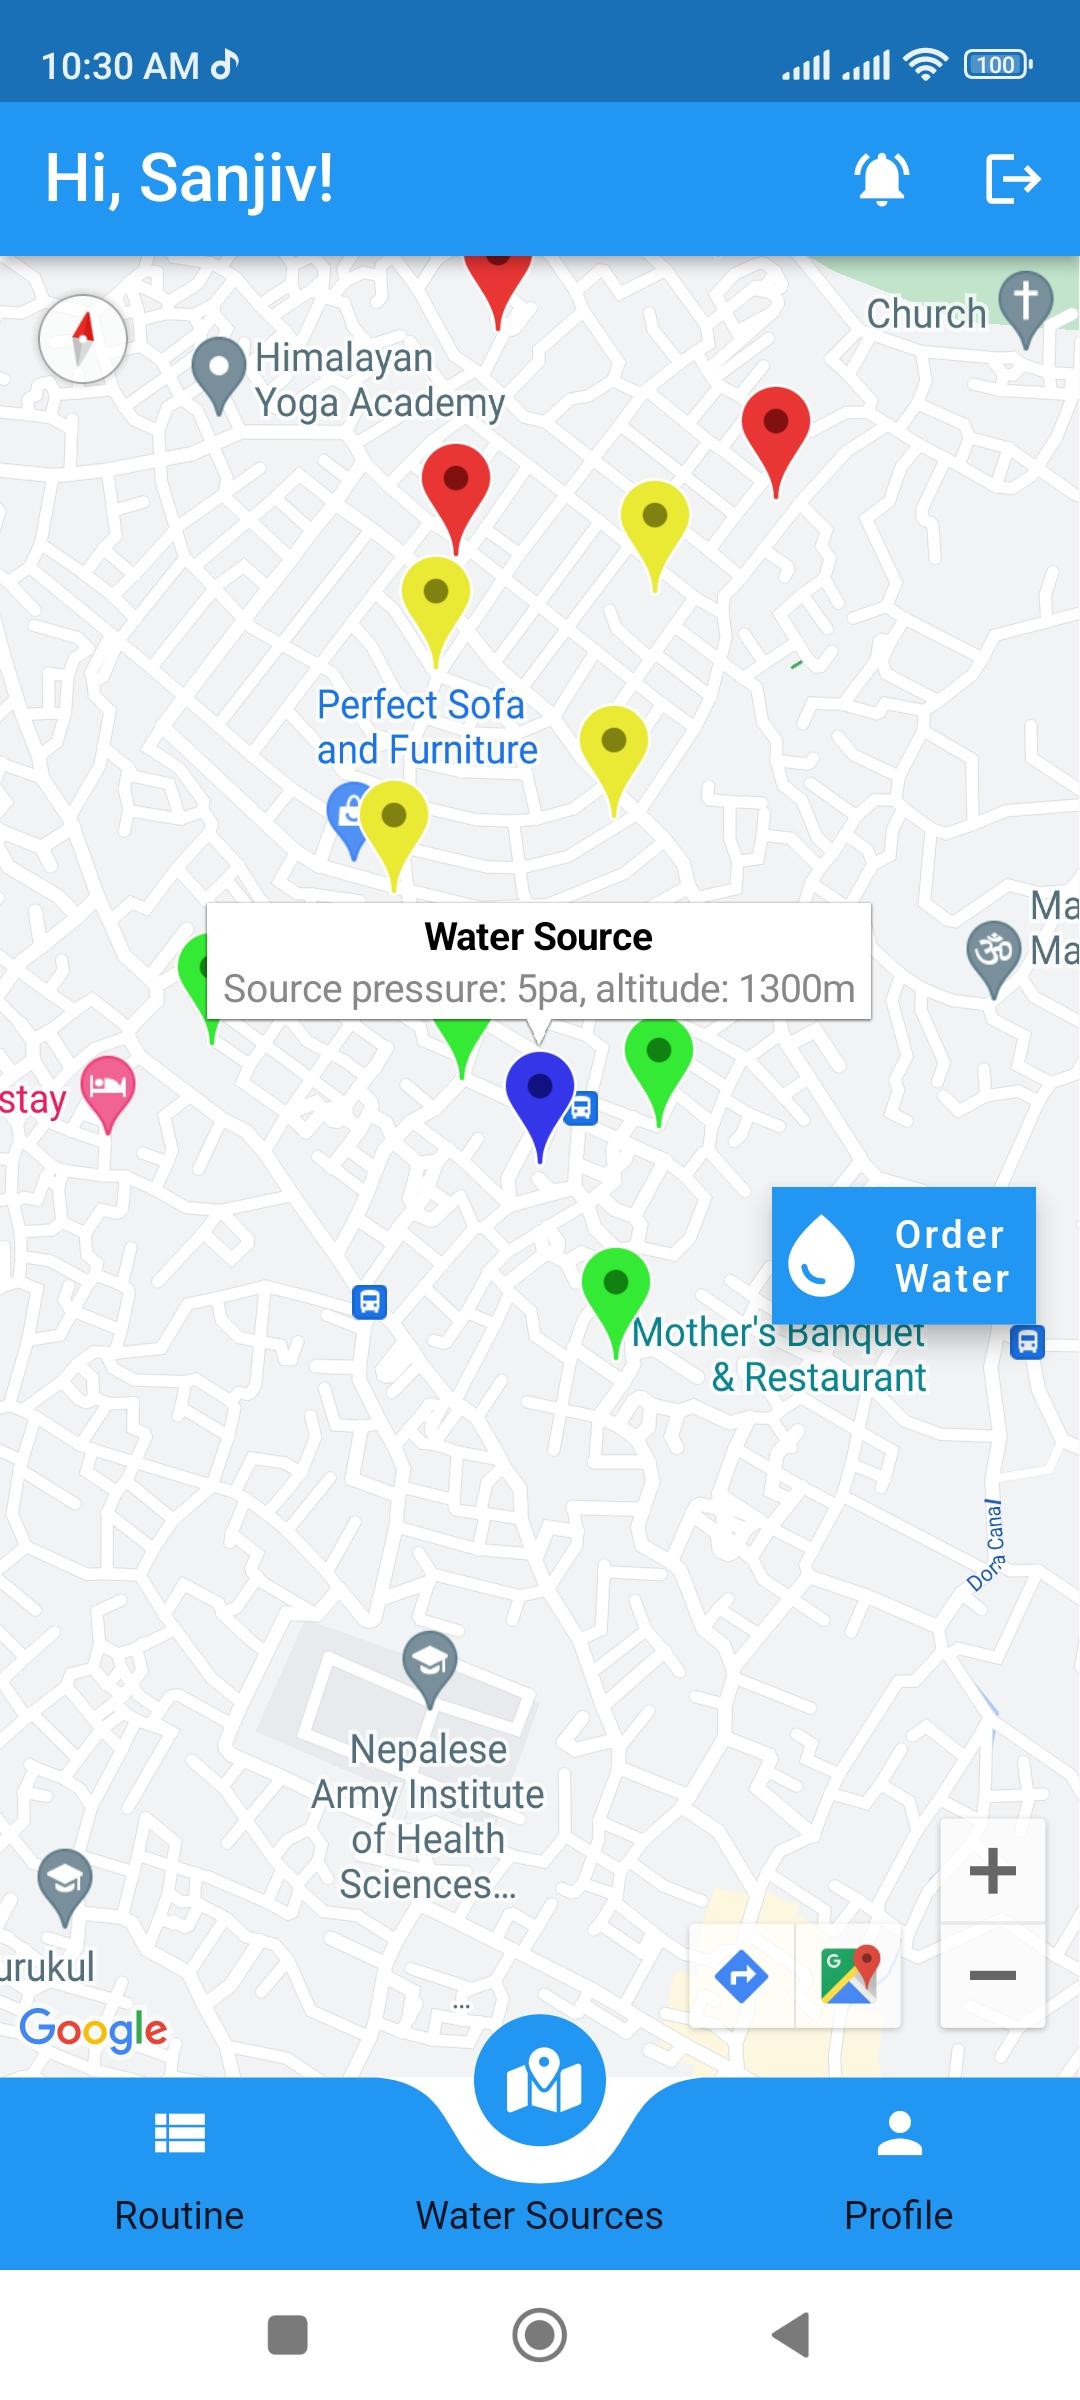 10:30 AM
100
Hi, Sanjiv!
Church
Himalayan
Yoga Academy
Perfect Sofa
and Furniture
Ma
Ma
Water Source
Source pressure: 5pa, altitude: 1300m
stay
Order
Water
Mother's Banquet
& Restaurant
Dora Canal
Nepalese
Army Institute
of Health
Sciences...
urukul
...
G
Google
Routine
Water Sources
Profile